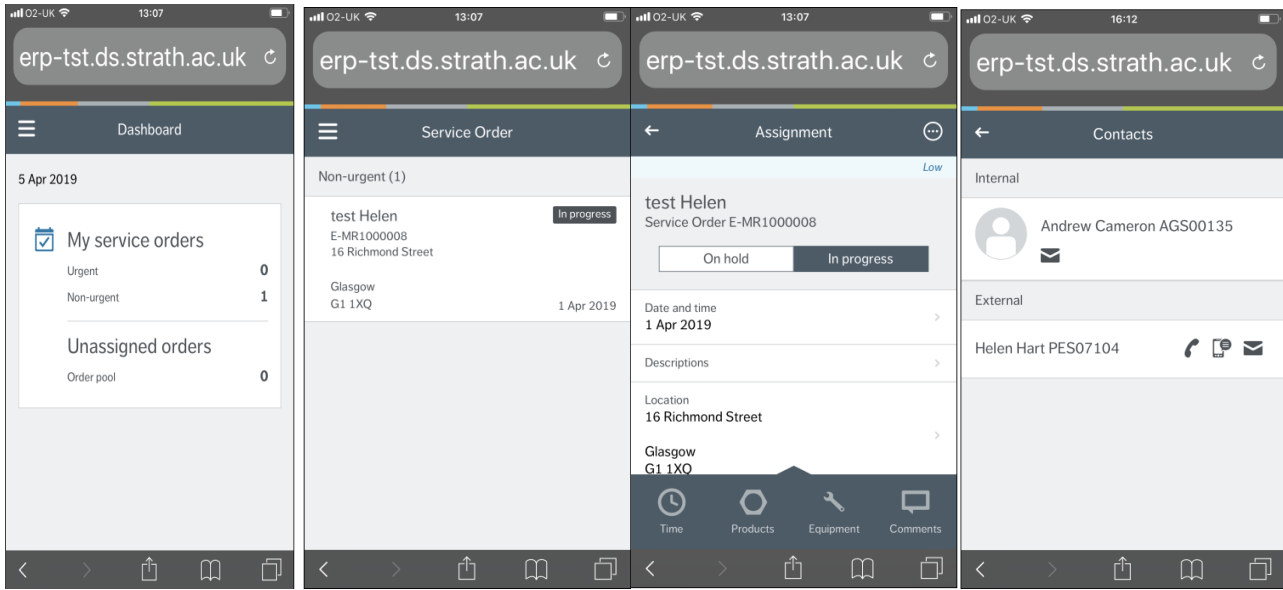 O2-UK 13:07
erp-tst.ds.strath.ac.uk
Dashboard
5 Apr 2019
My service orders
Urgent 0
Non-urgent 1
Unassigned orders
Order pool 0
O2-UK 13:07
erp-tst.ds.strath.ac.uk
Service Order
Non-urgent (1)
test Helen In progress
E-MR1000008
16 Richmond Street
Glasgow
G1 1XQ 1 Apr 2019
O2-UK 13:07
erp-tst.ds.strath.ac.uk
Assignment
Low
test Helen
Service Order E-MR1000008
On hold In progress
Date and time
1 Apr 2019
Descriptions
Location
16 Richmond Street
Glasgow
G1 1XQ
Time Products Equipment Comments
O2-UK 16:12
erp-tst.ds.strath.ac.uk
Contacts
Internal
Andrew Cameron AGS00135
External
Helen Hart PES07104